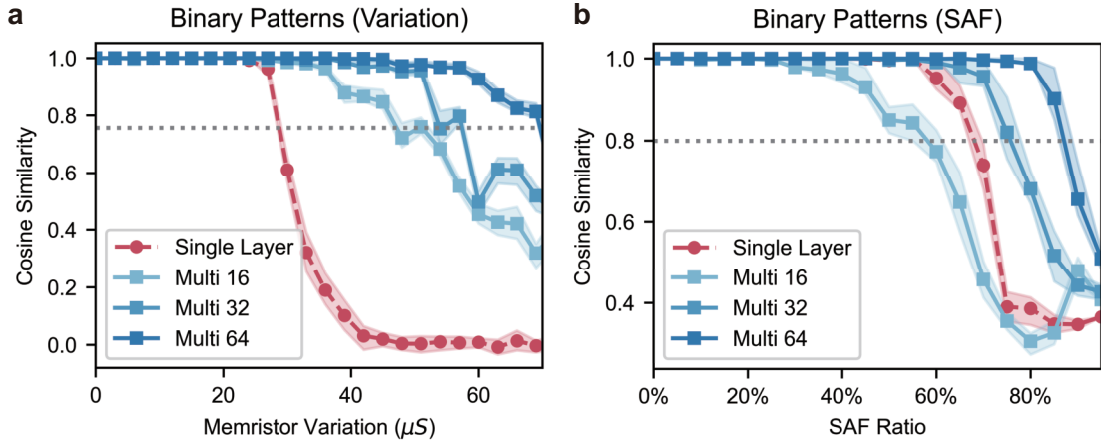 a
Binary Patterns (Variation)
Cosine Similarity
1.0
0.8
0.6
0.4
0.2
0.0
Single Layer
Multi 16
Multi 32
Multi 64
0 20 40 60
Memristor Variation (μS)
b
Binary Patterns (SAF)
Cosine Similarity
1.0
0.8
0.6
0.4
Single Layer
Multi 16
Multi 32
Multi 64
0% 20% 40% 60% 80%
SAF Ratio